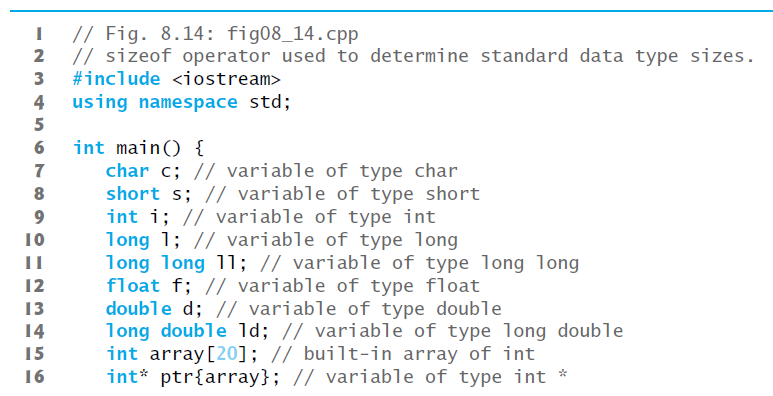 1 // Fig. 8.14: fig08_14.cpp
2 // sizeof operator used to determine standard data type sizes.
3 #include <iostream>
4 using namespace std;
5
6 int main() {
7 char c; // variable of type char
8 short s; // variable of type short
9 int i; // variable of type int
10 long l; // variable of type long
11 long long ll; // variable of type long long
12 float f; // variable of type float
13 double d; // variable of type double
14 long double ld; // variable of type long double
15 int array[20]; // built-in array of int
16 int* ptr{array}; // variable of type int *